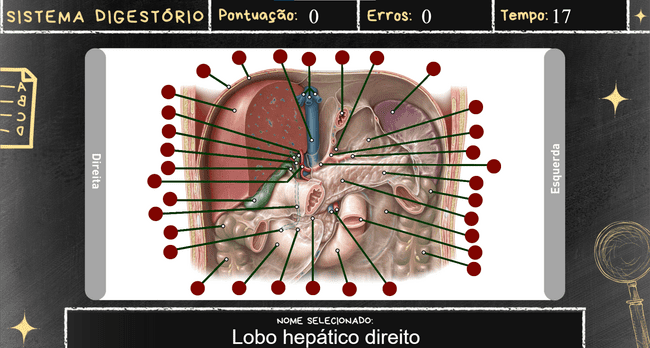 SISTEMA DIGESTÓRIO
Pontuação: 0
Erros: 0
Tempo: 17
A
B
C
D
Direita
Esquerda
NOME SELECIONADO:
Lobo hepático direito